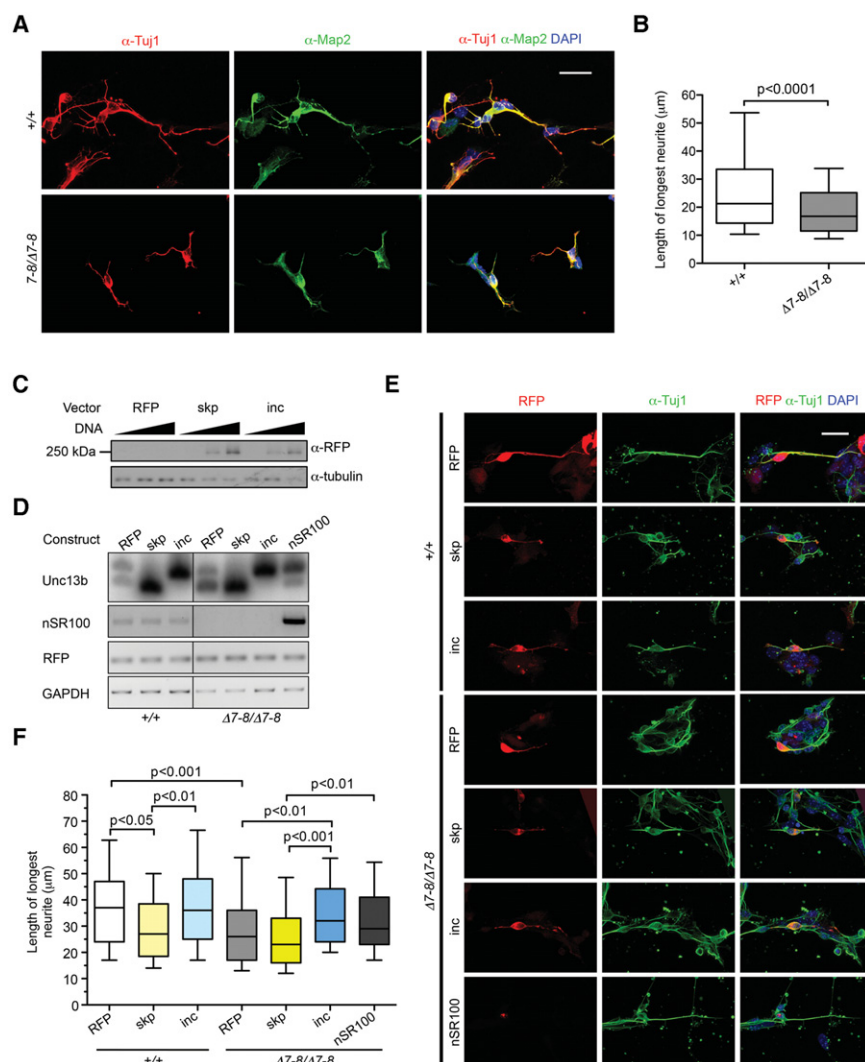 A
α-Tuj1 α-Map2 α-Tuj1 α-Map2 DAPI
+/+
7-8/Δ7-8
B
p<0.0001
Length of longest neurite (μm)
60
50
40
30
20
10
0
+/+
Δ7-8/Δ7-8
C
Vector RFP skp inc
DNA
250 kDa α-RFP
α-tubulin
D
Construct RFP skp inc RFP skp inc nSR100
Unc13b
nSR100
RFP
GAPDH
+/+ Δ7-8/Δ7-8
E
RFP α-Tuj1 RFP α-Tuj1 DAPI
+/+
RFP
skp
inc
Δ7-8/Δ7-8
RFP
skp
inc
nSR100
F
p<0.001
p<0.01
p<0.01 p<0.01
p<0.05 p<0.001
Length of longest
neurite (μm)
80
70
60
50
40
30
20
10
0
RFP skp inc RFP skp inc nSR100
+/+ Δ7-8/Δ7-8